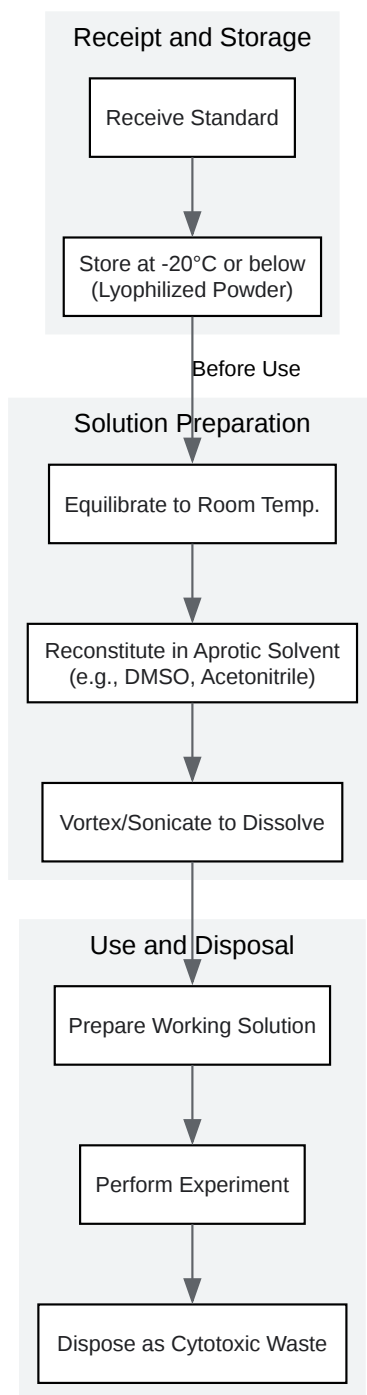 Receipt and Storage
Receive Standard
Store at -20°C or below
(Lyophilized Powder)
Before Use
Solution Preparation
Equilibrate to Room Temp.
Reconstitute in Aprotic Solvent
(e.g., DMSO, Acetonitrile)
Vortex/Sonicate to Dissolve
Use and Disposal
Prepare Working Solution
Perform Experiment
Dispose as Cytotoxic Waste